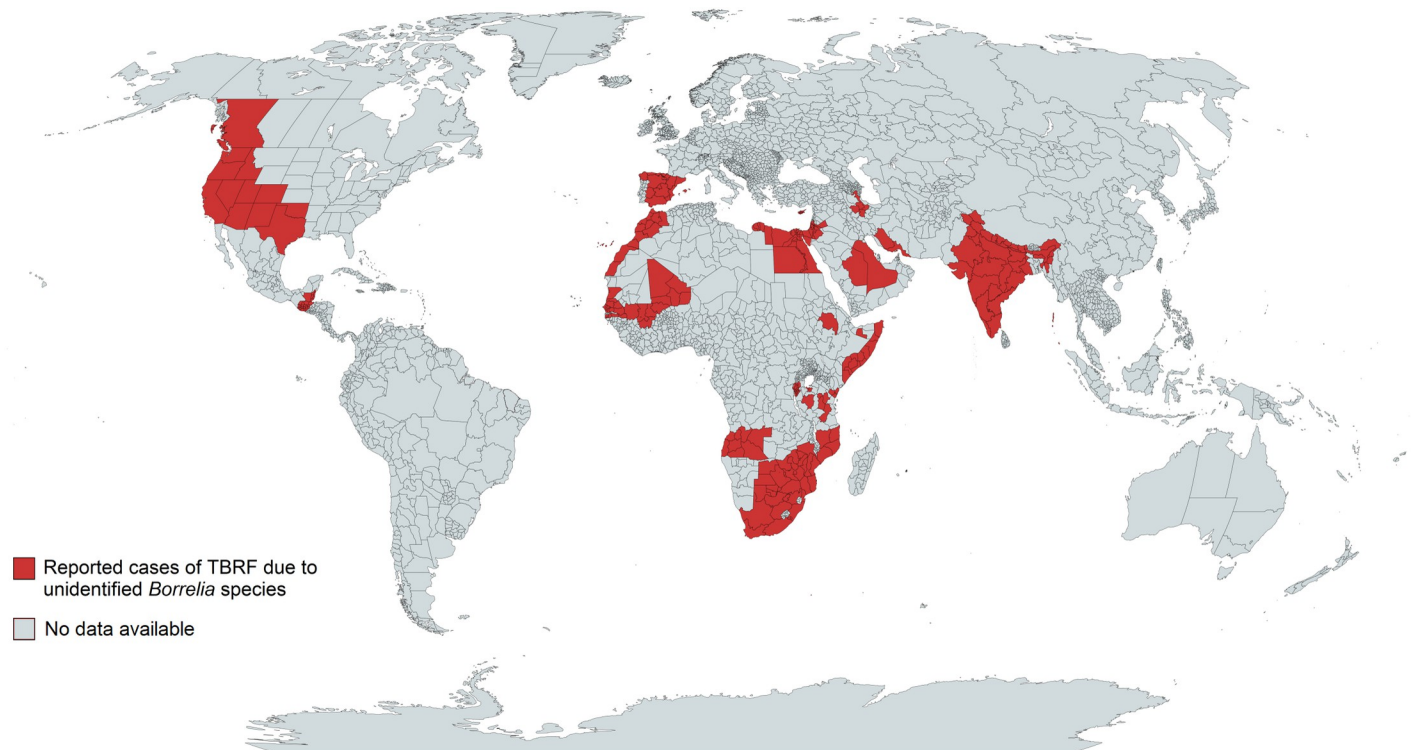 Reported cases of TBRF due to
unidentified Borrelia species
No data available